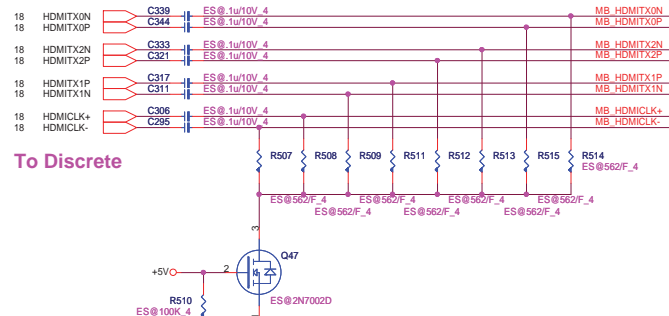 18 HDMITX0N C339 ES@.1u/10V_4 MB_HDMITX0N
18 HDMITX0P C344 ES@.1u/10V_4 MB_HDMITX0P
18 HDMITX2N C333 ES@.1u/10V_4 MB_HDMITX2N
18 HDMITX2P C321 ES@.1u/10V_4 MB_HDMITX2P
18 HDMITX1P C317 ES@.1u/10V_4 MB_HDMITX1P
18 HDMITX1N C311 ES@.1u/10V_4 MB_HDMITX1N
18 HDMICLK+ C306 ES@.1u/10V_4 MB_HDMICLK+
18 HDMICLK- C295 ES@.1u/10V_4 MB_HDMICLK-
To Discrete
R507 R508 R509 R511 R512 R513 R515 R514
ES@562/F_4
ES@562/F_4 ES@562/F_4 ES@562/F_4 ES@562/F_4
ES@562/F_4 ES@562/F_4 ES@562/F_4
3
Q47
+5V 2
ES@2N7002D
R510
ES@100K_4